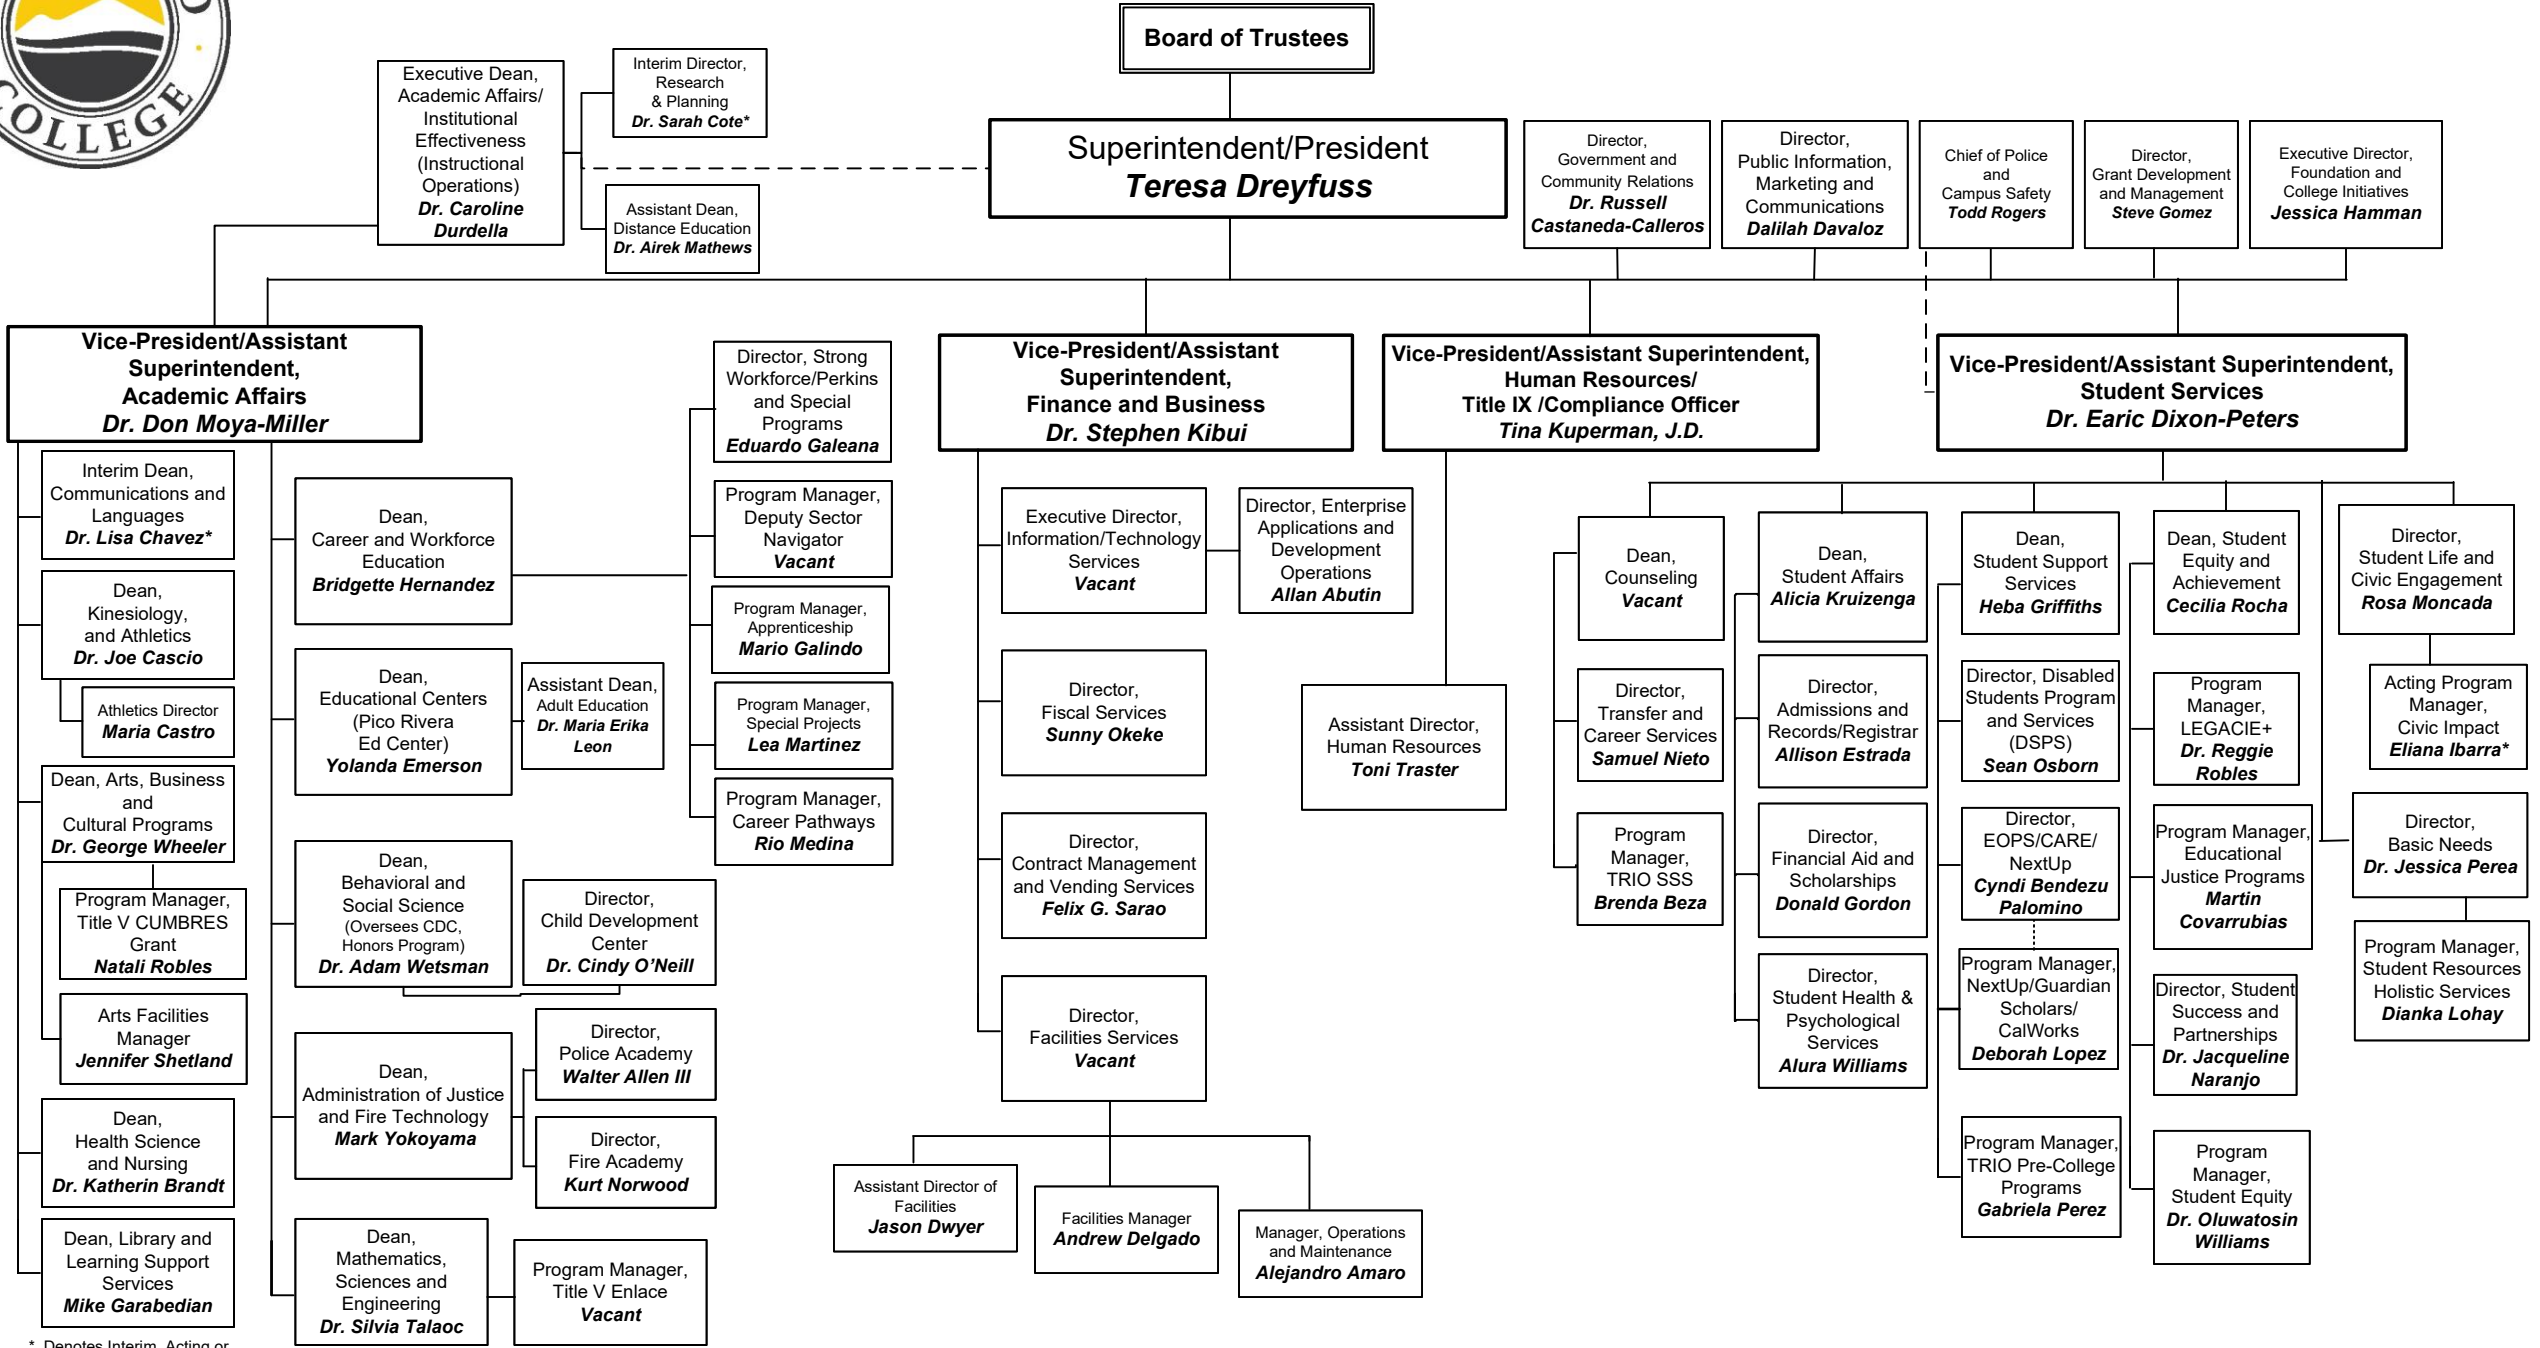 COLLEGE
Board of Trustees
Executive Dean,
Academic Affairs/
Institutional
Effectiveness
(Instructional
Operations)
Dr. Caroline
Durdella
Interim Director,
Research
& Planning
Dr. Sarah Cote*
Assistant Dean,
Distance Education
Dr. Airek Mathews
Superintendent/President
Teresa Dreyfuss
Director,
Government and
Community Relations
Dr. Russell
Castaneda-Calleros
Director,
Public Information,
Marketing and
Communications
Dalilah Davaloz
Chief of Police
and
Campus Safety
Todd Rogers
Director,
Grant Development
and Management
Steve Gomez
Executive Director,
Foundation and
College Initiatives
Jessica Hamman
Vice-President/Assistant
Superintendent,
Academic Affairs
Dr. Don Moya-Miller
Interim Dean,
Communications and
Languages
Dr. Lisa Chavez*
Dean,
Kinesiology,
and Athletics
Dr. Joe Cascio
Athletics Director
Maria Castro
Dean, Arts, Business
and
Cultural Programs
Dr. George Wheeler
Program Manager,
Title V CUMBRES
Grant
Natali Robles
Arts Facilities
Manager
Jennifer Shetland
Dean,
Health Science
and Nursing
Dr. Katherin Brandt
Dean, Library and
Learning Support
Services
Mike Garabedian
Dean,
Career and Workforce
Education
Bridgette Hernandez
Director, Strong
Workforce/Perkins
and Special
Programs
Eduardo Galeana
Program Manager,
Deputy Sector
Navigator
Vacant
Program Manager,
Apprenticeship
Mario Galindo
Program Manager,
Special Projects
Lea Martinez
Program Manager,
Career Pathways
Rio Medina
Dean,
Educational Centers
(Pico Rivera
Ed Center)
Yolanda Emerson
Assistant Dean,
Adult Education
Dr. Maria Erika
Leon
Dean,
Behavioral and
Social Science
(Oversees CDC,
Honors Program)
Dr. Adam Wetsman
Director,
Child Development
Center
Dr. Cindy O’Neill
Dean,
Administration of Justice
and Fire Technology
Mark Yokoyama
Director,
Police Academy
Walter Allen III
Director,
Fire Academy
Kurt Norwood
Dean,
Mathematics,
Sciences and
Engineering
Dr. Silvia Talaoc
Program Manager,
Title V Enlace
Vacant
Vice-President/Assistant
Superintendent,
Finance and Business
Dr. Stephen Kibui
Executive Director,
Information/Technology
Services
Vacant
Director, Enterprise
Applications and
Development
Operations
Allan Abutin
Director,
Fiscal Services
Sunny Okeke
Director,
Contract Management
and Vending Services
Felix G. Sarao
Director,
Facilities Services
Vacant
Assistant Director of
Facilities
Jason Dwyer
Facilities Manager
Andrew Delgado
Manager, Operations
and Maintenance
Alejandro Amaro
Vice-President/Assistant Superintendent,
Human Resources/
Title IX /Compliance Officer
Tina Kuperman, J.D.
Assistant Director,
Human Resources
Toni Traster
Vice-President/Assistant Superintendent,
Student Services
Dr. Earic Dixon-Peters
Dean,
Counseling
Vacant
Director,
Transfer and
Career Services
Samuel Nieto
Program
Manager,
TRIO SSS
Brenda Beza
Dean,
Student Affairs
Alicia Kruizenga
Director,
Admissions and
Records/Registrar
Allison Estrada
Director,
Financial Aid and
Scholarships
Donald Gordon
Director,
Student Health &
Psychological
Services
Alura Williams
Dean,
Student Support
Services
Heba Griffiths
Director, Disabled
Students Program
and Services
(DSPS)
Sean Osborn
Director,
EOPS/CARE/
NextUp
Cyndi Bendezu
Palomino
Program Manager,
NextUp/Guardian
Scholars/
CalWorks
Deborah Lopez
Program Manager,
TRIO Pre-College
Programs
Gabriela Perez
Dean, Student
Equity and
Achievement
Cecilia Rocha
Program
Manager,
LEGACIE+
Dr. Reggie
Robles
Program Manager,
Educational
Justice Programs
Martin
Covarrubias
Director, Student
Success and
Partnerships
Dr. Jacqueline
Naranjo
Program
Manager,
Student Equity
Dr. Oluwatosin
Williams
Director,
Student Life and
Civic Engagement
Rosa Moncada
Acting Program
Manager,
Civic Impact
Eliana Ibarra*
Director,
Basic Needs
Dr. Jessica Perea
Program Manager,
Student Resources
Holistic Services
Dianka Lohay
* Denotes Interim, Acting or